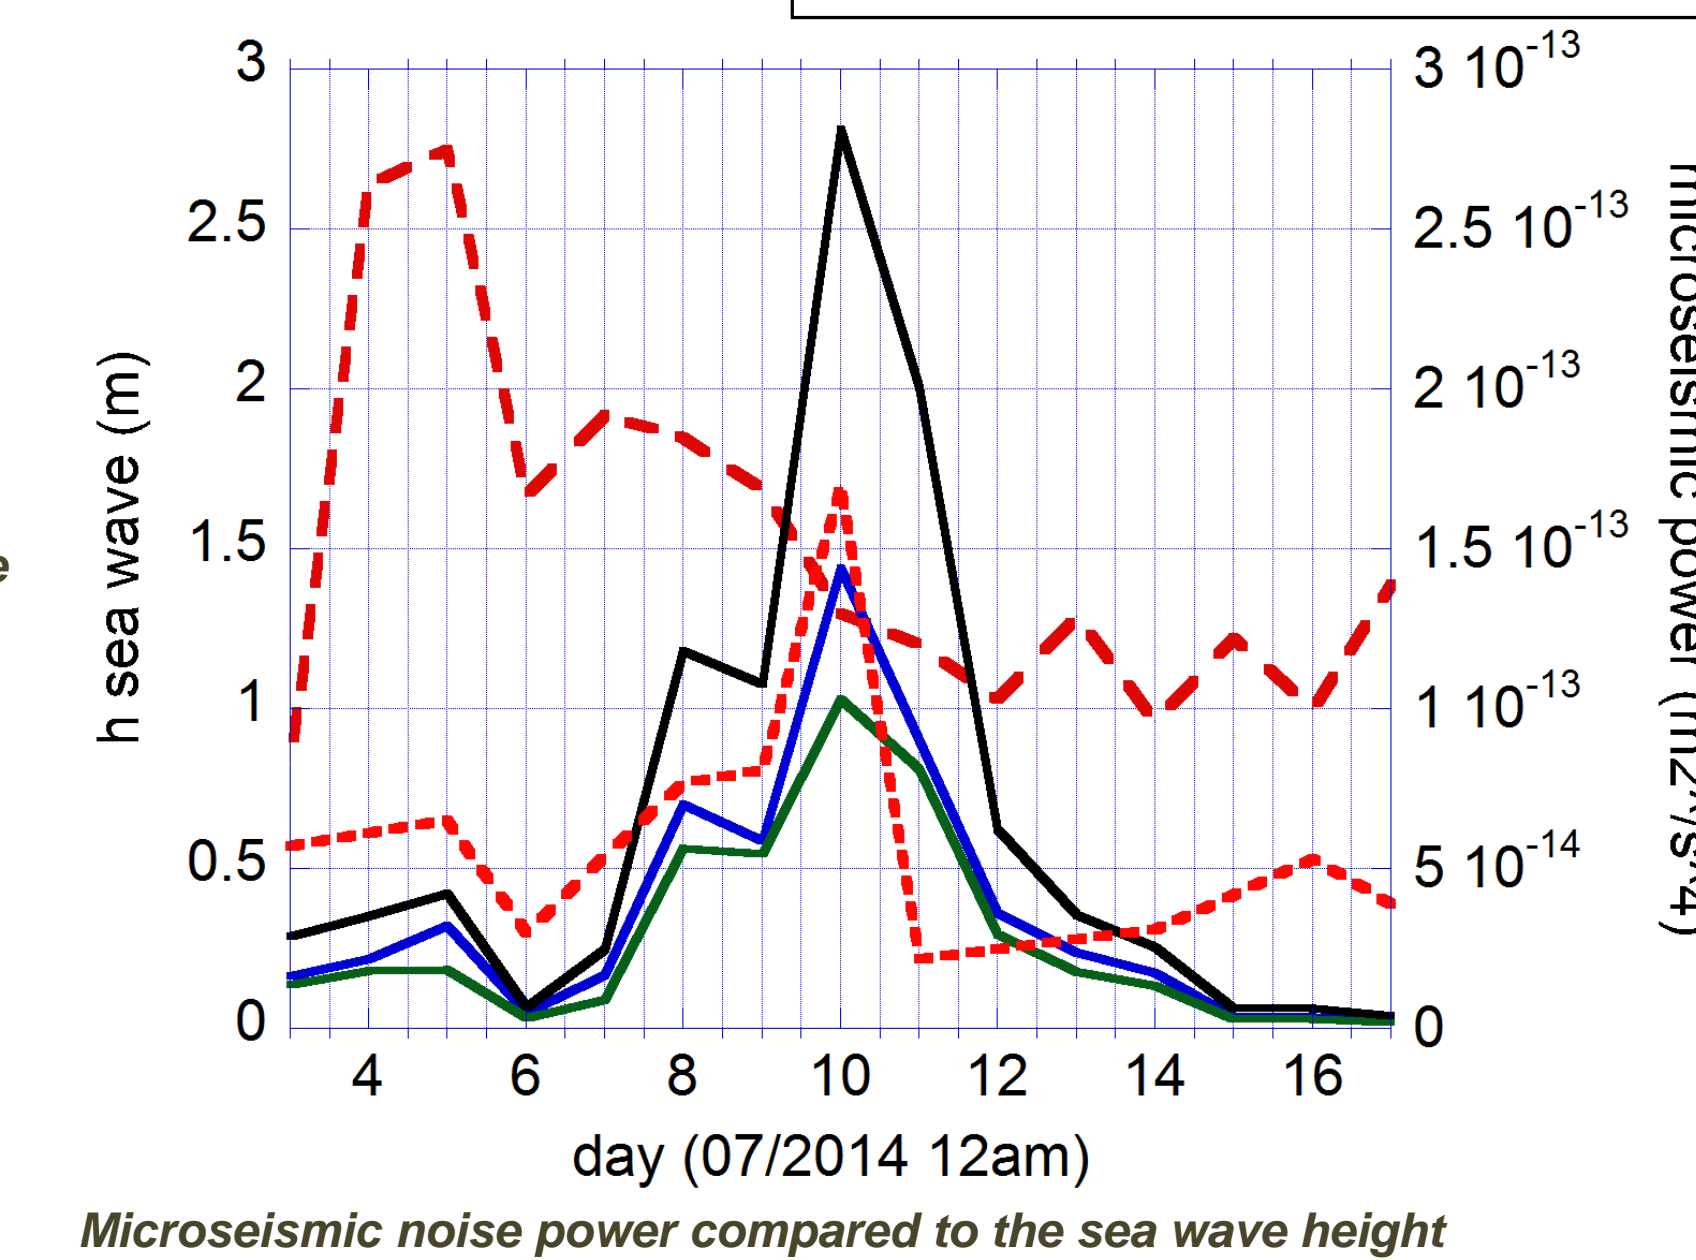 3
3 10-13
2.5
2.5 10-13
2
2 10-13
1.5
1.5 10-13
1
1 10-13
0.5
5 10-14
0
0
h sea wave (m)
microseismic power (m2^/s^4)
4 6 8 10 12 14 16
day (07/2014 12am)
Microseismic noise power compared to the sea wave height